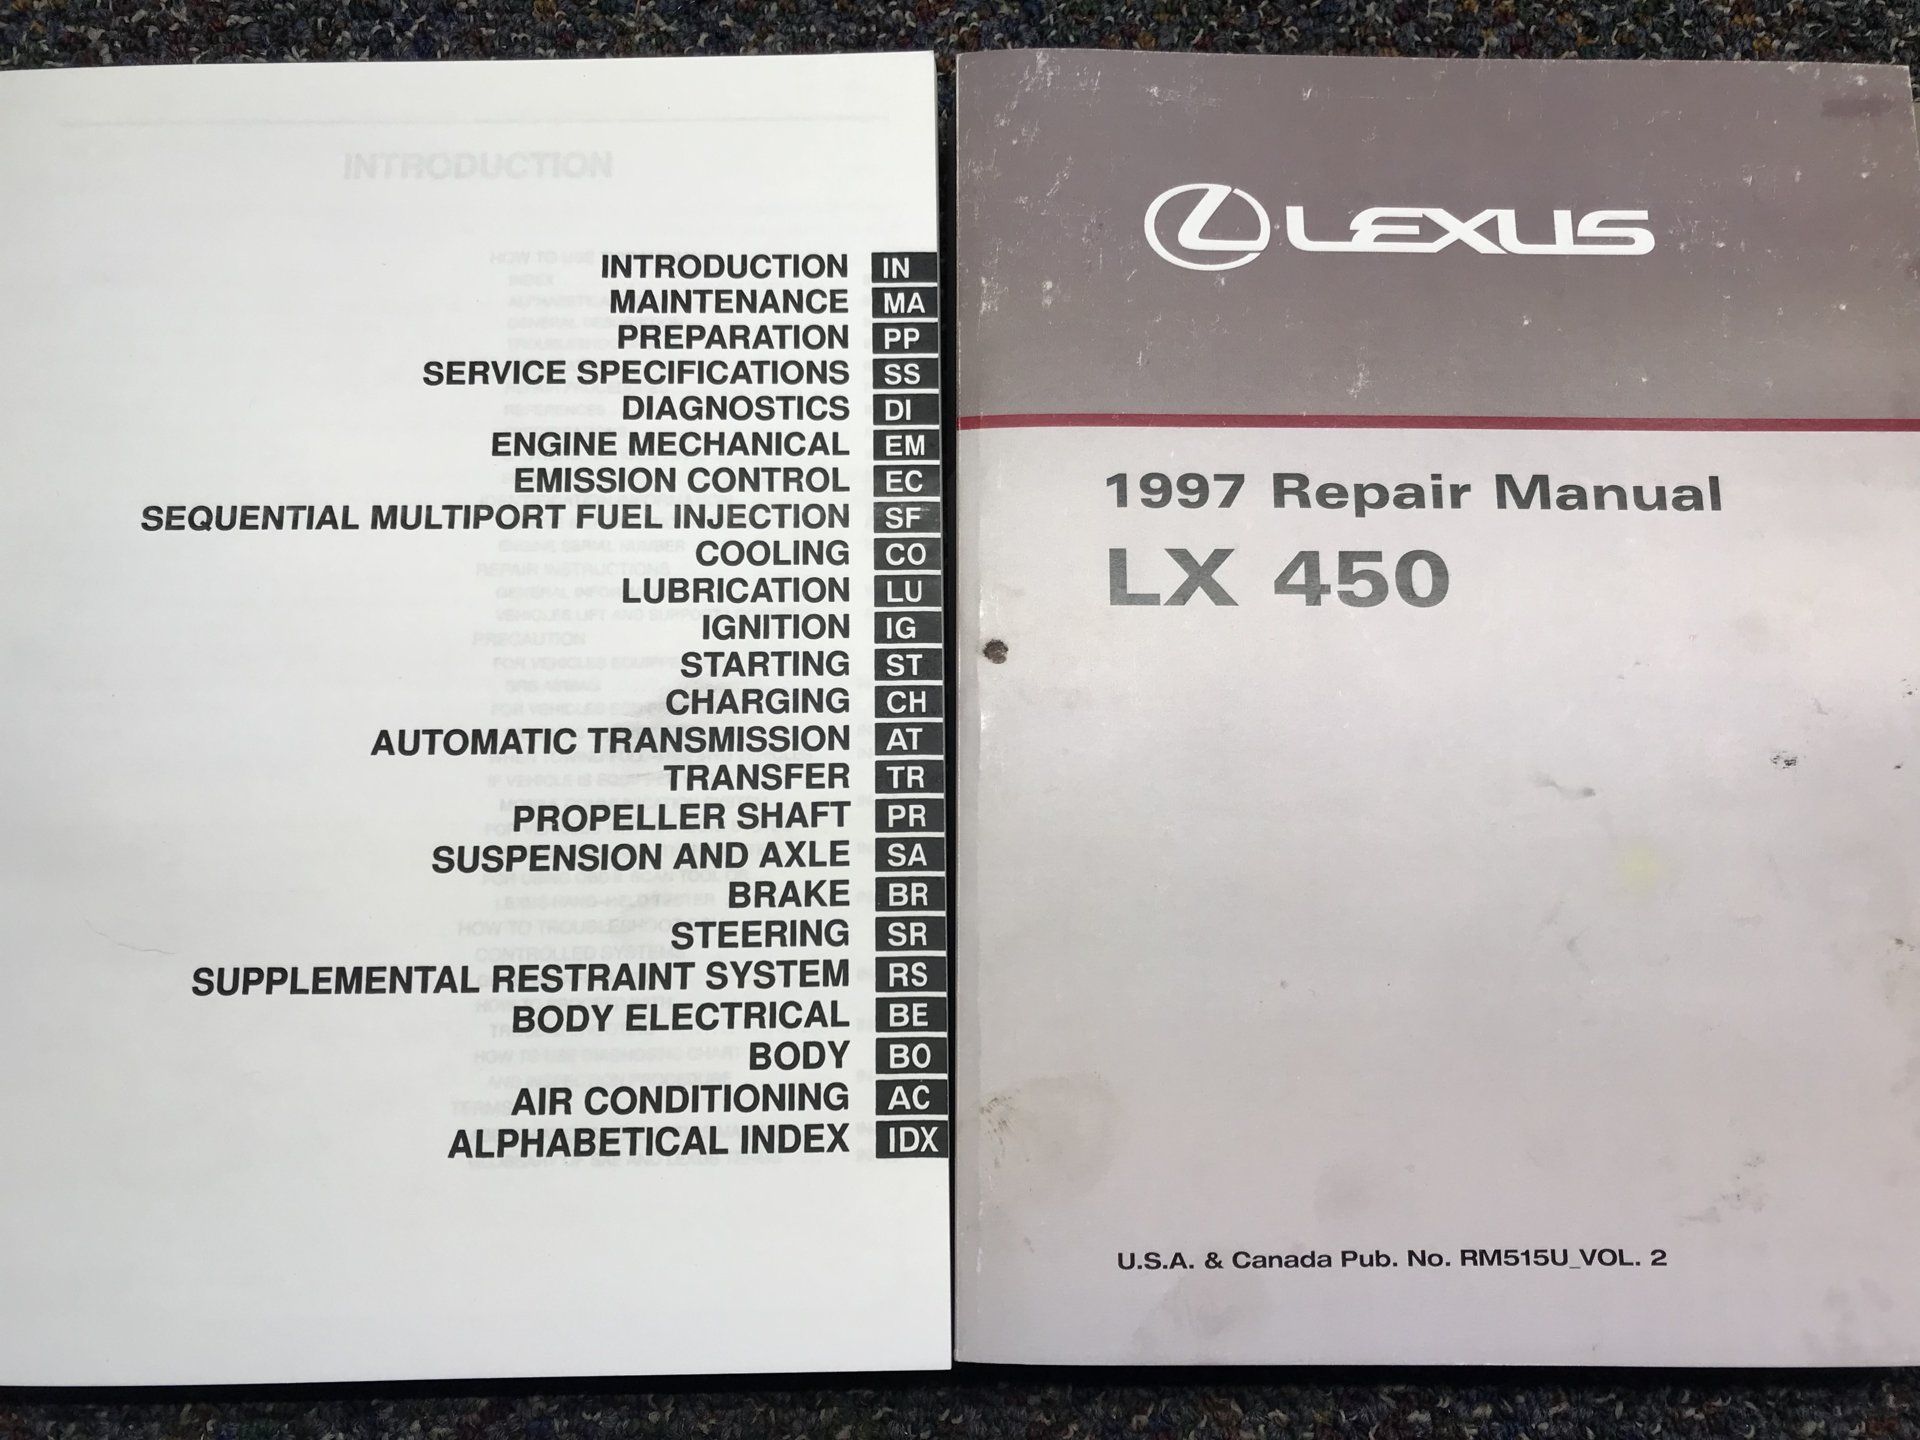 INTRODUCTION
INTRODUCTION IN
MAINTENANCE MA
PREPARATION PP
SERVICE SPECIFICATIONS SS
DIAGNOSTICS DI
ENGINE MECHANICAL EM
EMISSION CONTROL EC
SEQUENTIAL MULTIPORT FUEL INJECTION SF
COOLING CO
LUBRICATION LU
IGNITION IG
STARTING ST
CHARGING CH
AUTOMATIC TRANSMISSION AT
TRANSFER TR
PROPELLER SHAFT PR
SUSPENSION AND AXLE SA
BRAKE BR
STEERING SR
SUPPLEMENTAL RESTRAINT SYSTEM RS
BODY ELECTRICAL BE
BODY BO
AIR CONDITIONING AC
ALPHABETICAL INDEX IDX
LEXUS
1997 Repair Manual
LX 450
U.S.A. & Canada Pub. No. RM515U_VOL. 2